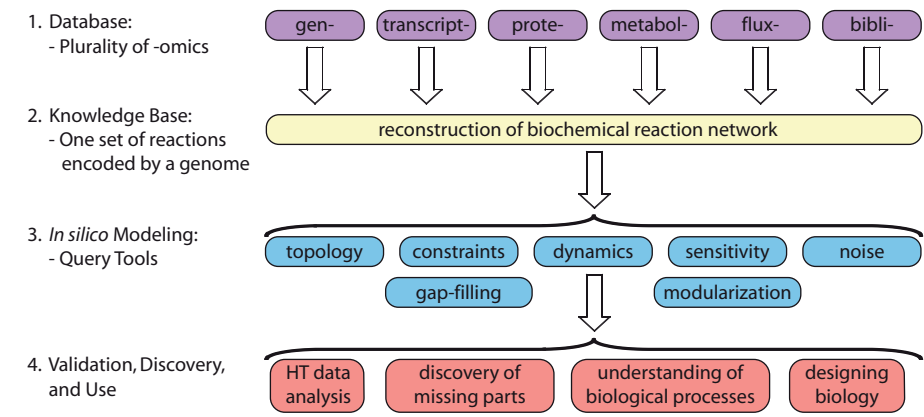 1. Database:
- Plurality of -omics
gen-
transcript-
prote-
metabol-
flux-
bibli-
2. Knowledge Base:
- One set of reactions
encoded by a genome
reconstruction of biochemical reaction network
3. In silico Modeling:
- Query Tools
topology
constraints
dynamics
sensitivity
noise
gap-filling
modularization
4. Validation, Discovery,
and Use
HT data
analysis
discovery of
missing parts
understanding of
biological processes
designing
biology